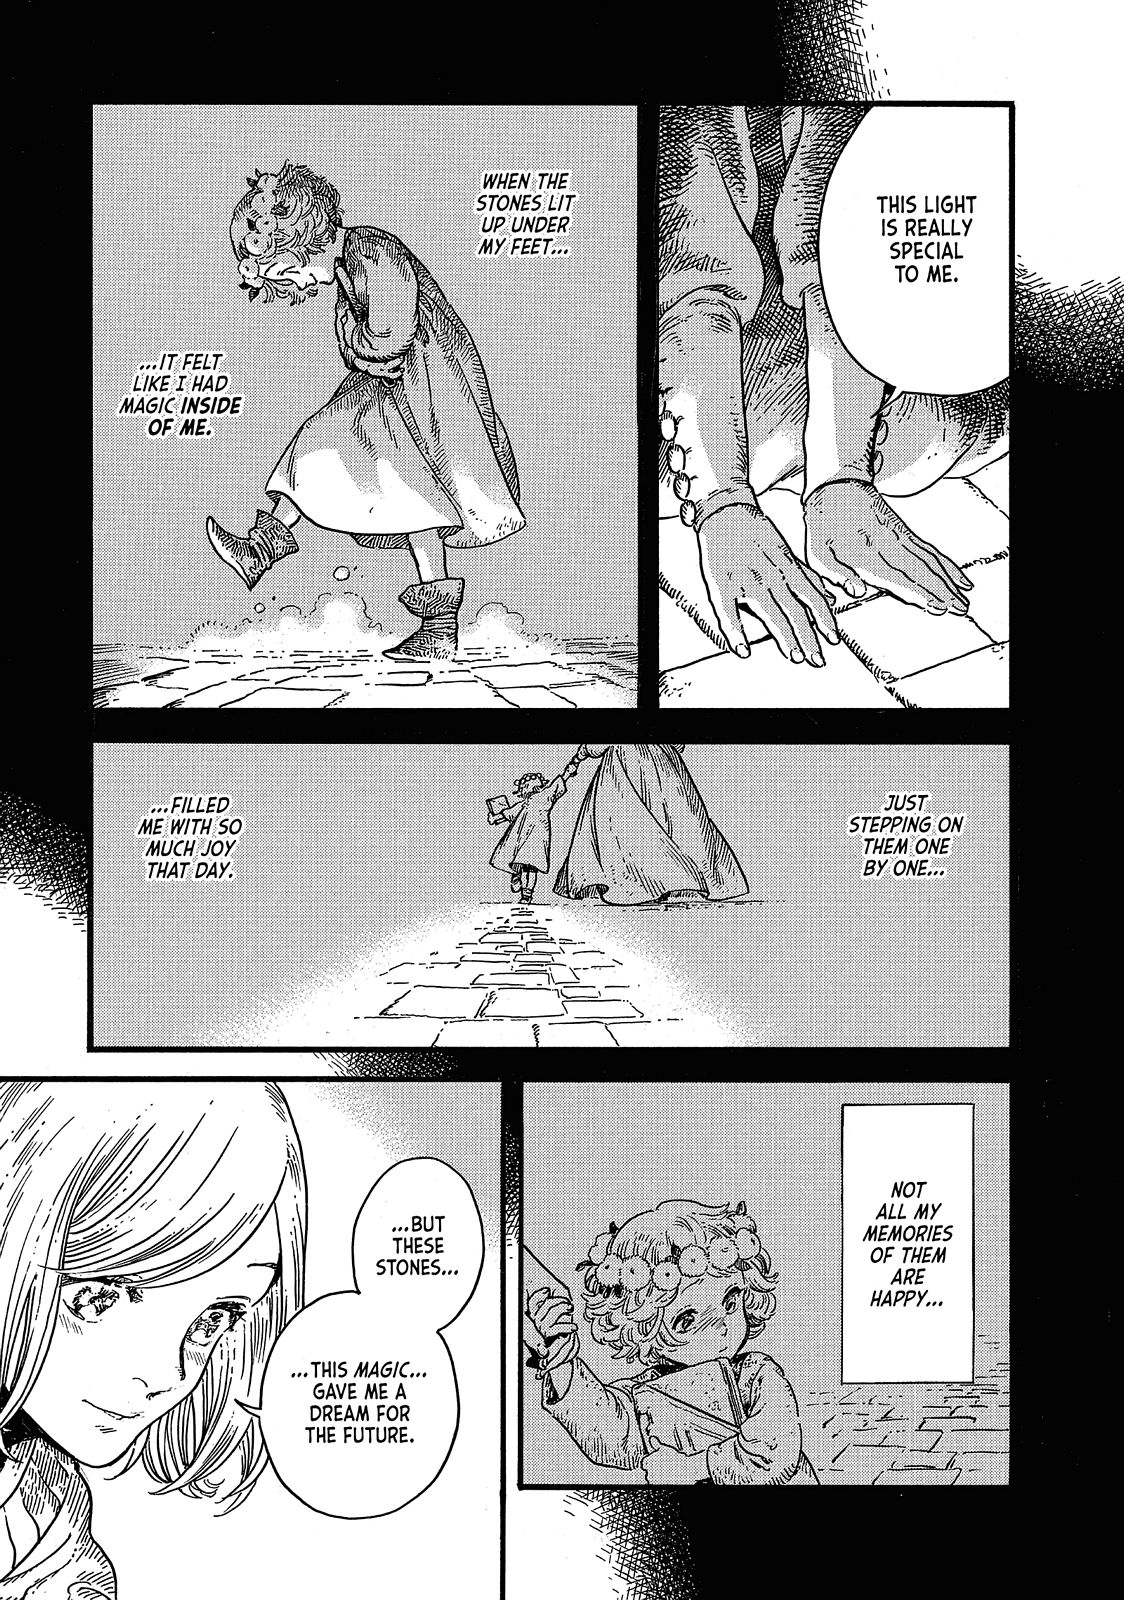 THIS LIGHT
IS REALLY
SPECIAL
TO ME.
WHEN THE
STONES LIT
UP UNDER
MY FEET...
...IT FELT
LIKE I HAD
MAGIC INSIDE
OF ME.
JUST
STEPPING ON
THEM ONE
BY ONE...
...FILLED
ME WITH SO
MUCH JOY
THAT DAY.
NOT
ALL MY
MEMORIES
OF THEM
ARE
HAPPY...
...BUT
THESE
STONES...
...THIS MAGIC...
GAVE ME A
DREAM FOR
THE FUTURE.